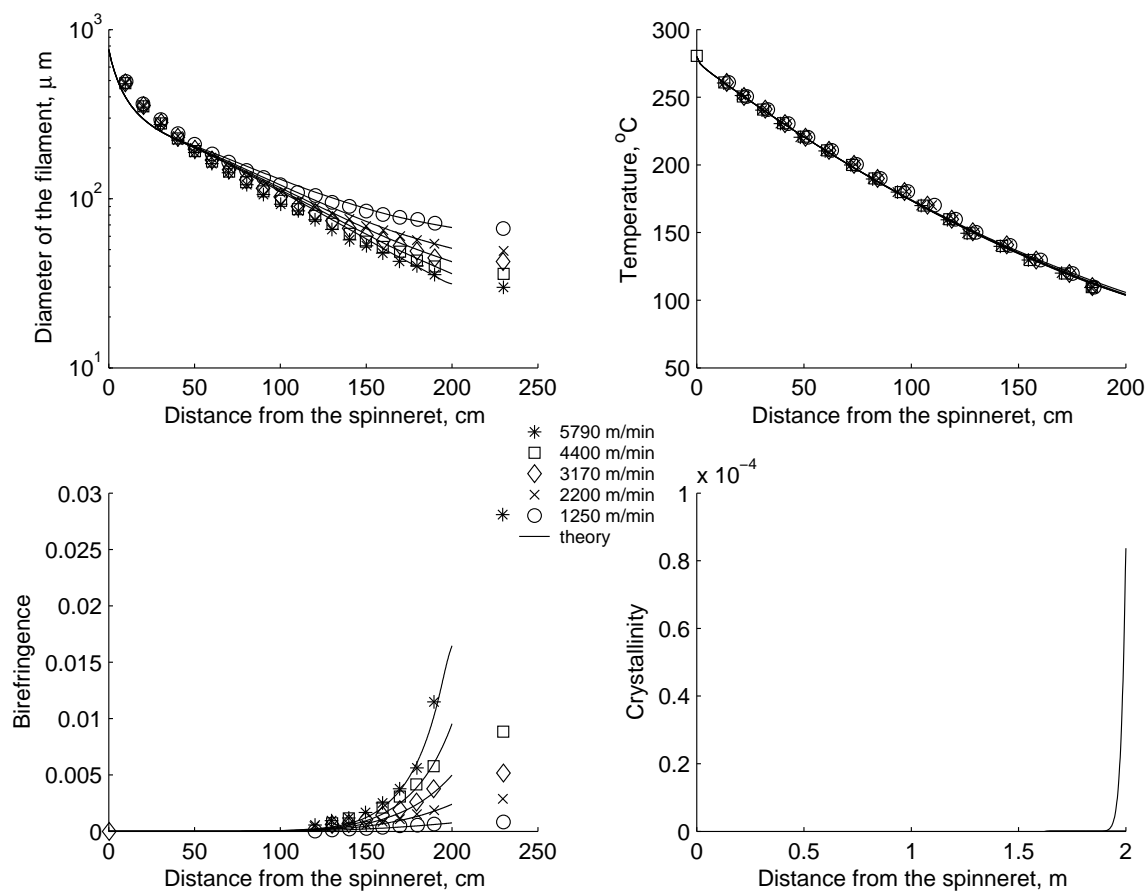 10^3
10^2
10^1
Diameter of the filament, μ m
0 50 100 150 200 250
Distance from the spinneret, cm
300
250
200
150
100
50
Temperature, °C
0 50 100 150 200
Distance from the spinneret, cm
5790 m/min
4400 m/min
3170 m/min
2200 m/min
1250 m/min
theory
0.03
0.025
0.02
0.015
0.01
0.005
0
Birefringence
0 50 100 150 200 250
Distance from the spinneret, cm
x 10^-4
1
0.8
0.6
0.4
0.2
0
Crystallinity
0 0.5 1 1.5 2
Distance from the spinneret, m